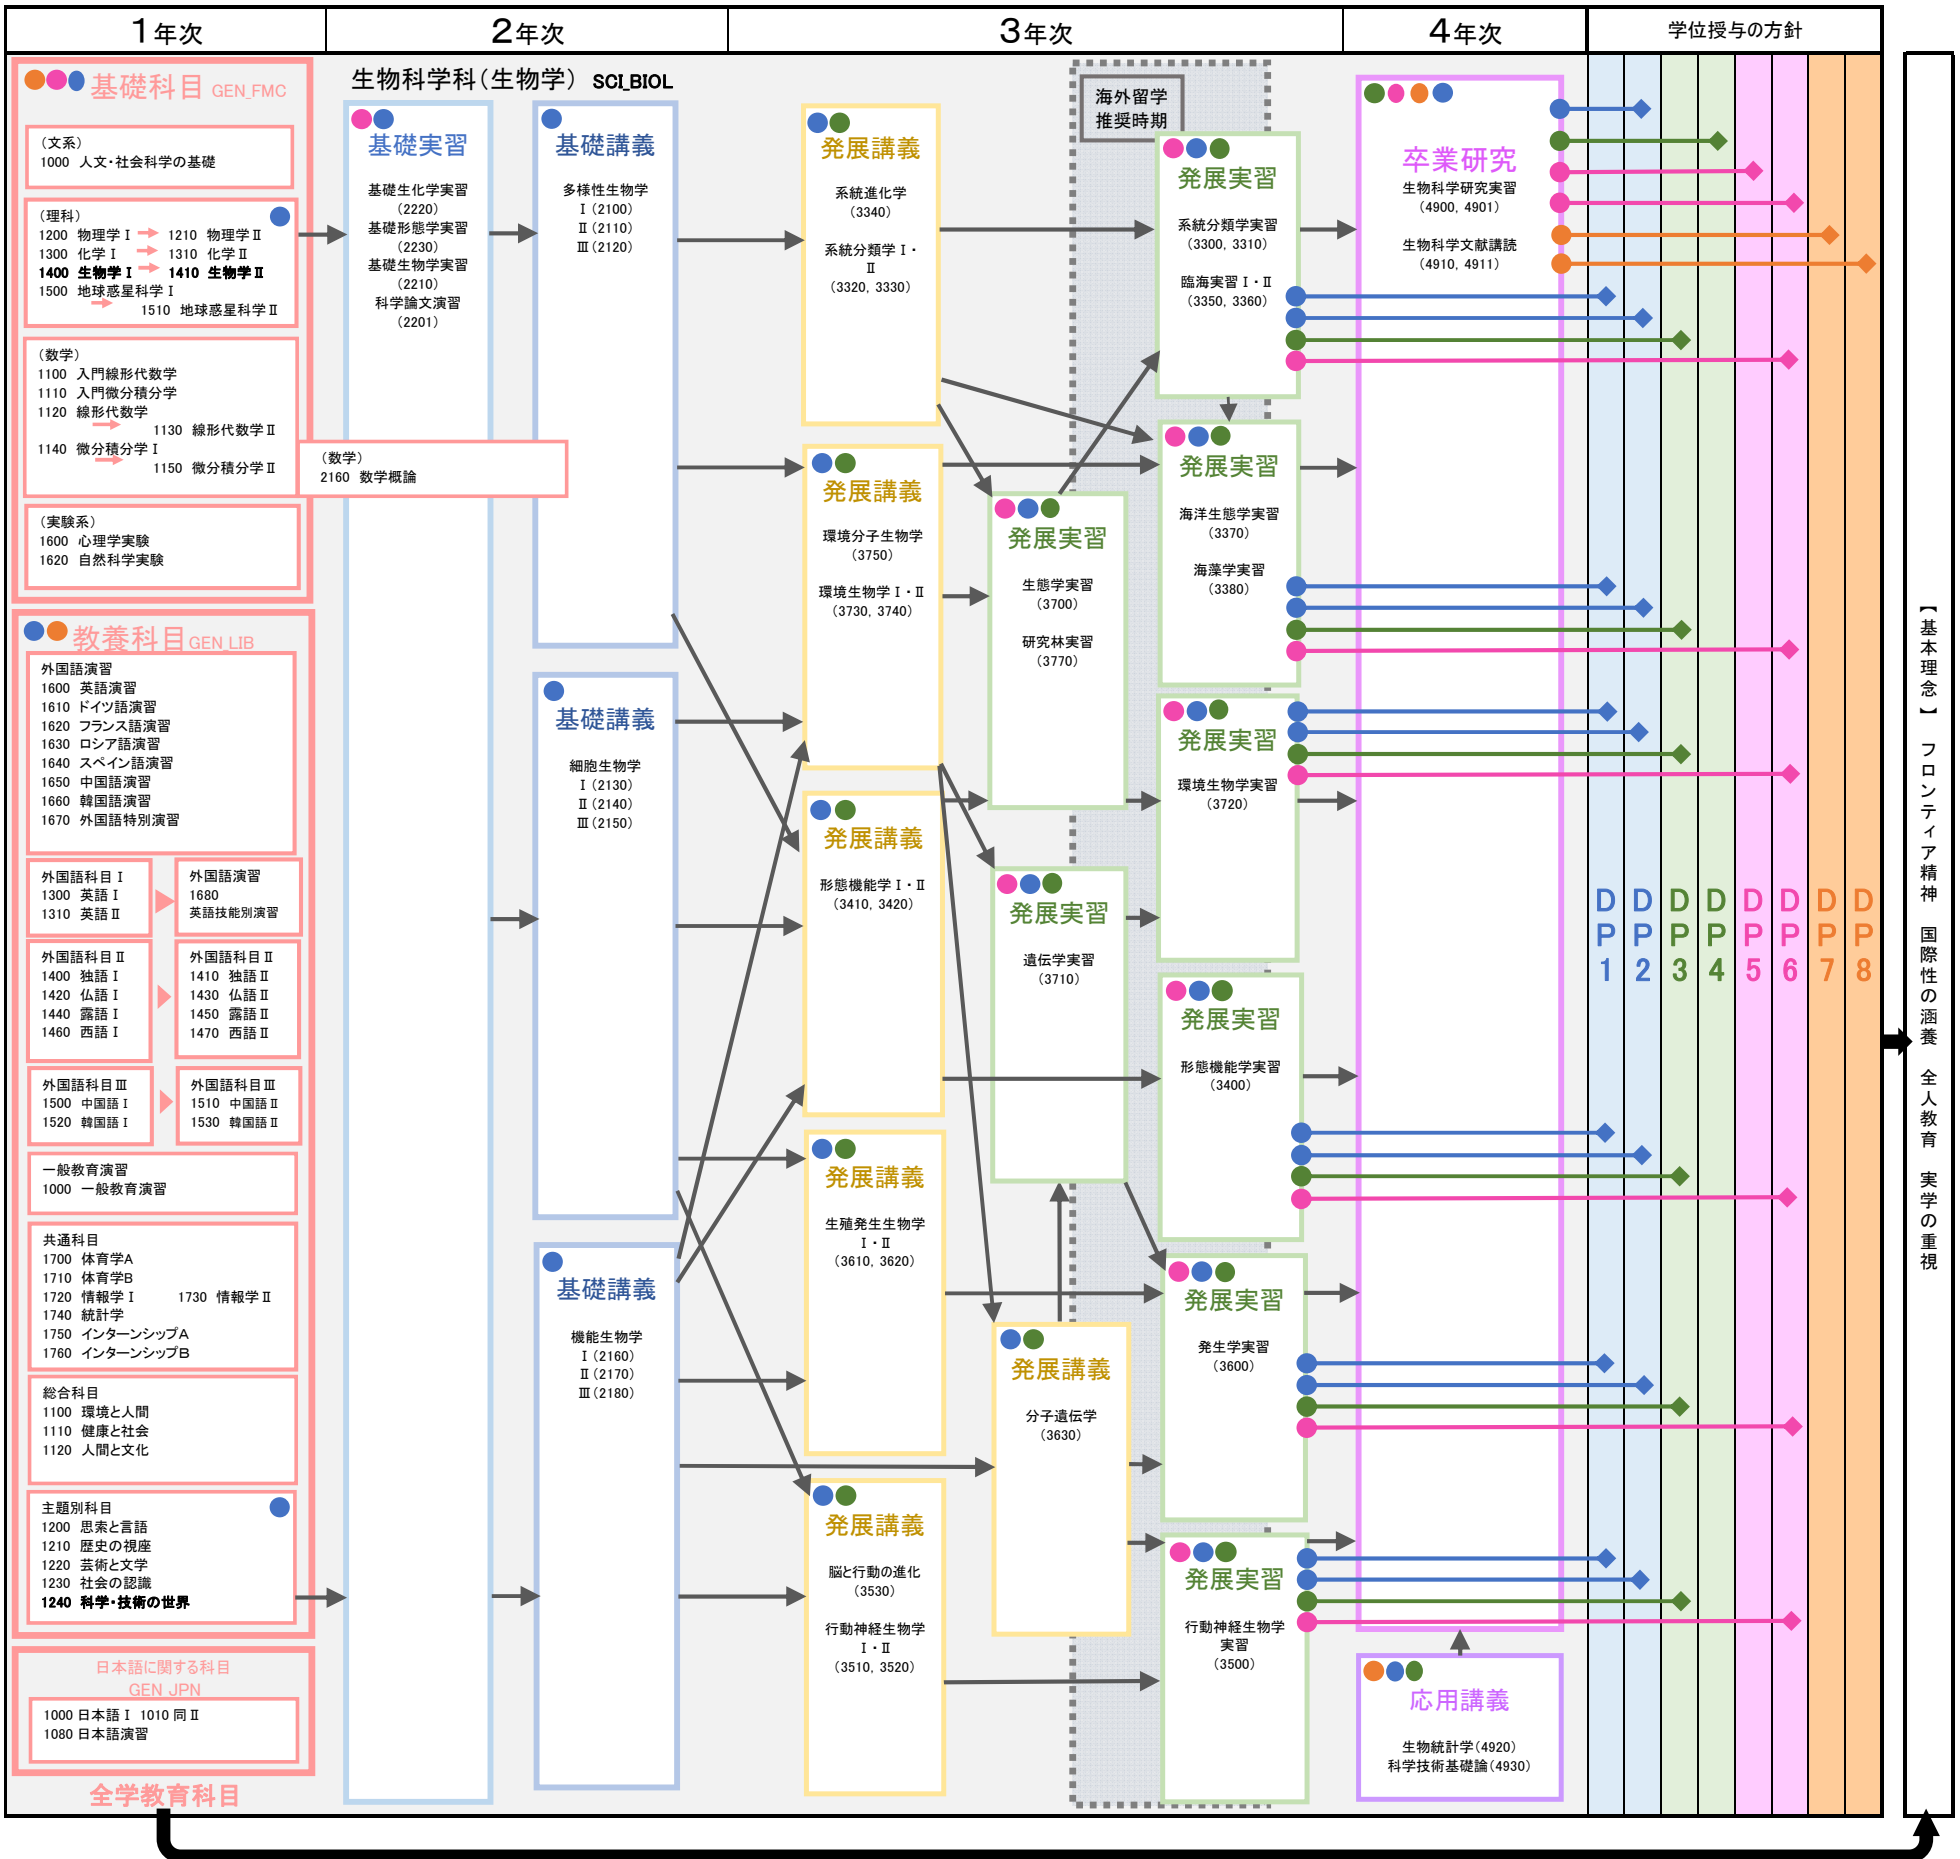 1年次
2年次
3年次
4年次
学位授与の方針
基礎科目 GEN_FMC
（文系）
1000 人文・社会科学の基礎
（理科）
1200 物理学Ⅰ 1210 物理学Ⅱ
1300 化学Ⅰ 1310 化学Ⅱ
1400 生物学Ⅰ 1410 生物学Ⅱ
1500 地球惑星科学Ⅰ
1510 地球惑星科学Ⅱ
（数学）
1100 入門線形代数学
1110 入門微分積分学
1120 線形代数学
1130 線形代数学Ⅱ
1140 微分積分学Ⅰ
1150 微分積分学Ⅱ
（数学）
2160 数学概論
（実験系）
1600 心理学実験
1620 自然科学実験
教養科目 GEN_LIB
外国語演習
1600 英語演習
1610 ドイツ語演習
1620 フランス語演習
1630 ロシア語演習
1640 スペイン語演習
1650 中国語演習
1660 韓国語演習
1670 外国語特別演習
外国語科目Ⅰ
1300 英語Ⅰ
1310 英語Ⅱ
外国語演習
1680
英語技能別演習
外国語科目Ⅱ
1400 独語Ⅰ
1420 仏語Ⅰ
1440 露語Ⅰ
1460 西語Ⅰ
外国語科目Ⅱ
1410 独語Ⅱ
1430 仏語Ⅱ
1450 露語Ⅱ
1470 西語Ⅱ
外国語科目Ⅲ
1500 中国語Ⅰ
1520 韓国語Ⅰ
外国語科目Ⅲ
1510 中国語Ⅱ
1530 韓国語Ⅱ
一般教育演習
1000 一般教育演習
共通科目
1700 体育学A
1710 体育学B
1720 情報学Ⅰ 1730 情報学Ⅱ
1740 統計学
1750 インターンシップA
1760 インターンシップB
総合科目
1100 環境と人間
1110 健康と社会
1120 人間と文化
主題別科目
1200 思索と言語
1210 歴史の視座
1220 芸術と文学
1230 社会の認識
1240 科学・技術の世界
日本語に関する科目
GEN JPN
1000 日本語Ⅰ 1010 同Ⅱ
1080 日本語演習
全学教育科目
生物科学科（生物学） SCI_BIOL
基礎実習
基礎生化学実習
（2220）
基礎形態学実習
（2230）
基礎生物学実習
（2210）
科学論文演習
（2201）
基礎講義
多様性生物学
Ⅰ（2100）
Ⅱ（2110）
Ⅲ（2120）
基礎講義
細胞生物学
Ⅰ（2130）
Ⅱ（2140）
Ⅲ（2150）
基礎講義
機能生物学
Ⅰ（2160）
Ⅱ（2170）
Ⅲ（2180）
発展講義
系統進化学
（3340）
系統分類学Ⅰ・
Ⅱ
（3320, 3330）
発展講義
環境分子生物学
（3750）
環境生物学Ⅰ・Ⅱ
（3730, 3740）
発展講義
形態機能学Ⅰ・Ⅱ
（3410, 3420）
発展講義
生殖発生生物学
Ⅰ・Ⅱ
（3610, 3620）
発展講義
脳と行動の進化
（3530）
行動神経生物学
Ⅰ・Ⅱ
（3510, 3520）
発展実習
生態学実習
（3700）
研究林実習
（3770）
発展実習
遺伝学実習
（3710）
発展講義
分子遺伝学
（3630）
海外留学
推奨時期
発展実習
系統分類学実習
（3300, 3310）
臨海実習Ⅰ・Ⅱ
（3350, 3360）
発展実習
海洋生態学実習
（3370）
海藻学実習
（3380）
発展実習
環境生物学実習
（3720）
発展実習
形態機能学実習
（3400）
発展実習
発生学実習
（3600）
発展実習
行動神経生物学
実習
（3500）
卒業研究
生物科学研究実習
（4900, 4901）
生物科学文献講読
（4910, 4911）
応用講義
生物統計学（4920）
科学技術基礎論（4930）
DP1
DP2
DP3
DP4
DP5
DP6
DP7
DP8
【基本理念】 フロンティア精神 国際性の涵養 全人教育 実学の重視